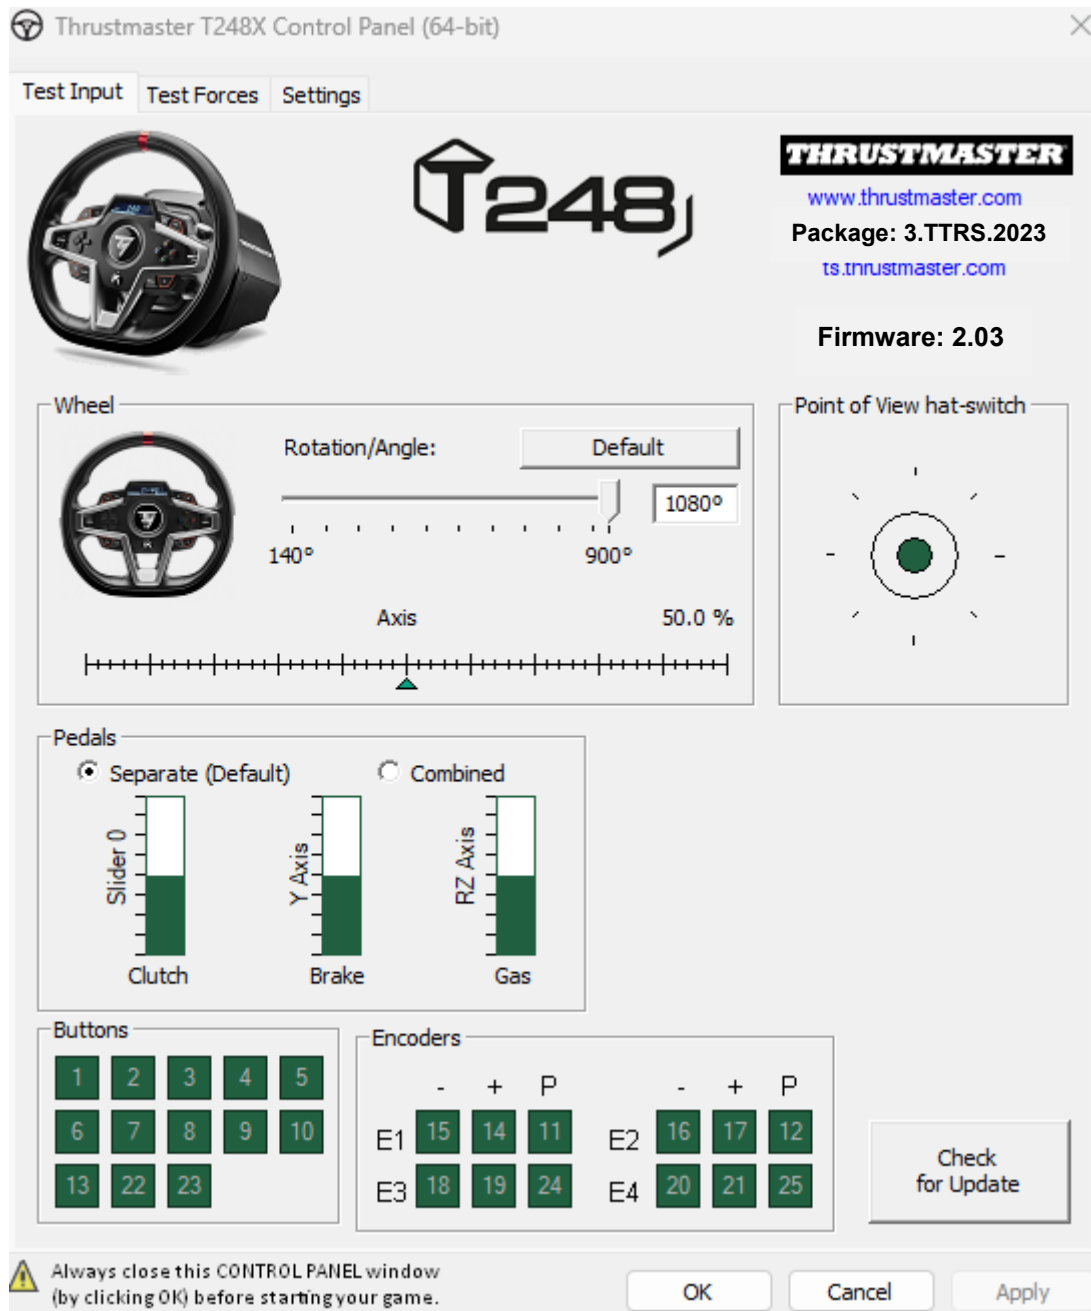 Thrustmaster T248X Control Panel (64-bit)
Test Input Test Forces Settings
T248
THRUSTMASTER
www.thrustmaster.com
Package: 3.TTRS.2023
ts.thrustmaster.com
Firmware: 2.03
Wheel
Rotation/Angle: Default
1080º
140º 900º
Axis 50.0 %
Point of View hat-switch
Pedals
Separate (Default) Combined
Slider 0 Y Axis RZ Axis
Clutch Brake Gas
Buttons
1 2 3 4 5
6 7 8 9 10
13 22 23
Encoders
- + P - + P
E1 15 14 11 E2 16 17 12
E3 18 19 24 E4 20 21 25
Check
for Update
Always close this CONTROL PANEL window
(by clicking OK) before starting your game.
OK Cancel Apply